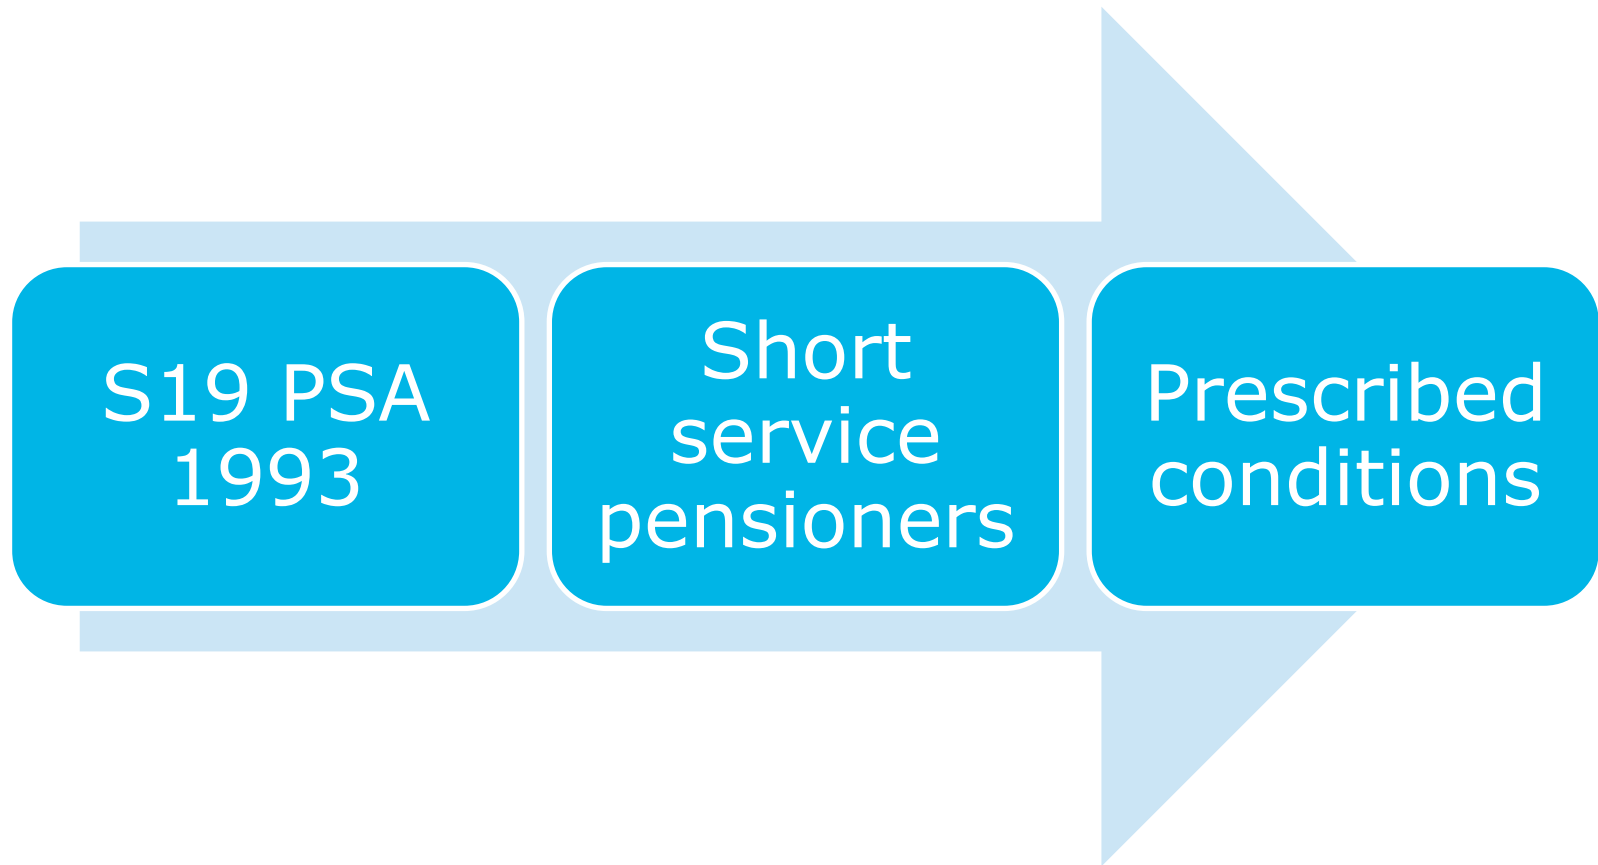 S19 PSA
1993
Short
service
pensioners
Prescribed
conditions